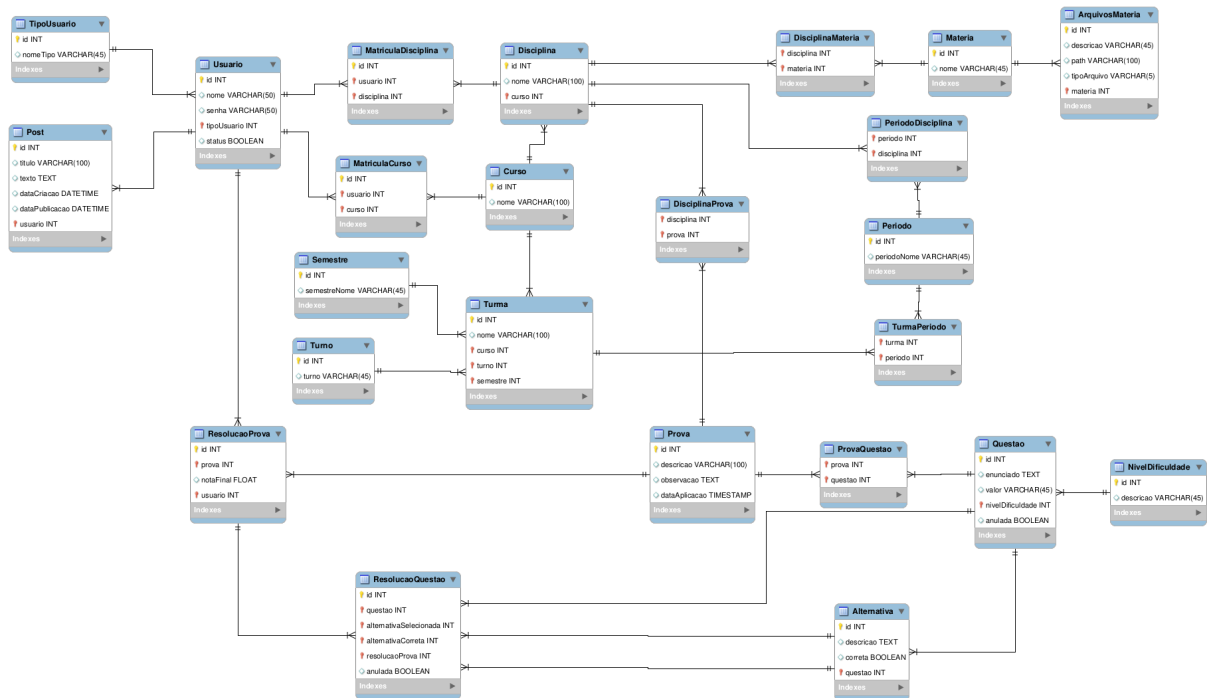 TipoUsuario
id INT
nomeTipo VARCHAR(45)
Indexes
Usuario
id INT
nome VARCHAR(50)
senha VARCHAR(50)
tipoUsuario INT
status BOOLEAN
Indexes
MatriculaDisciplina
id INT
usuario INT
disciplina INT
Indexes
Disciplina
id INT
nome VARCHAR(100)
curso INT
Indexes
DisciplinaMateria
disciplina INT
materia INT
Indexes
Materia
id INT
nome VARCHAR(45)
Indexes
ArquivosMateria
id INT
descricao VARCHAR(45)
path VARCHAR(100)
tipoArquivo VARCHAR(5)
materia INT
Indexes
Post
id INT
titulo VARCHAR(100)
texto TEXT
dataCriacao DATETIME
dataPublicacao DATETIME
usuario INT
Indexes
MatriculaCurso
id INT
usuario INT
curso INT
Indexes
Curso
id INT
nome VARCHAR(100)
Indexes
PeriodoDisciplina
periodo INT
disciplina INT
Indexes
DisciplinaProva
disciplina INT
prova INT
Indexes
Periodo
id INT
periodoNome VARCHAR(45)
Indexes
Semestre
id INT
semestreNome VARCHAR(45)
Indexes
Turma
id INT
nome VARCHAR(100)
curso INT
turno INT
semestre INT
Indexes
Turno
id INT
turno VARCHAR(45)
Indexes
TurmaPeriodo
turma INT
periodo INT
Indexes
ResolucaoProva
id INT
prova INT
notaFinal FLOAT
usuario INT
Indexes
Prova
id INT
descricao VARCHAR(100)
observacao TEXT
dataAplicacao TIMESTAMP
Indexes
ProvaQuestao
prova INT
questao INT
Indexes
Questao
id INT
enunciado TEXT
valor VARCHAR(45)
nivelDificuldade INT
anulada BOOLEAN
Indexes
NivelDificuldade
id INT
descricao VARCHAR(45)
Indexes
ResolucaoQuestao
id INT
questao INT
alternativaSelecionada INT
alternativaCorreta INT
resolucaoProva INT
anulada BOOLEAN
Indexes
Alternativa
id INT
descricao TEXT
correta BOOLEAN
questao INT
Indexes